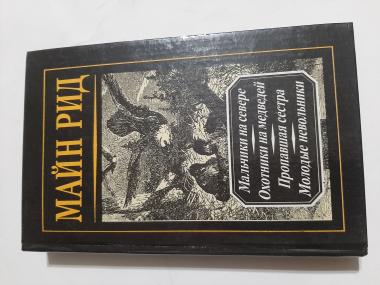 МАЙН РИД
Мальчики на севере
Охотники на медведей
Пропавшая сестра
Молодые невольники